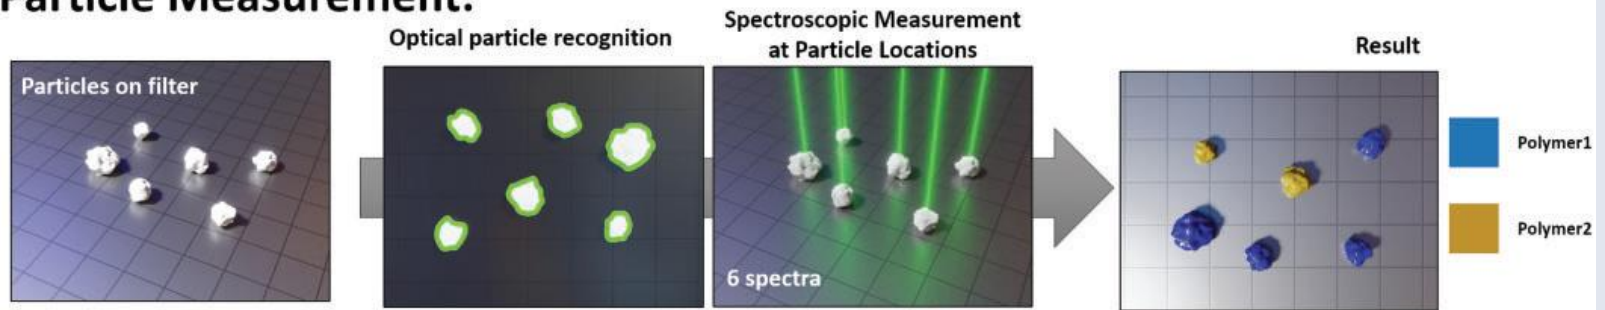 Particle Measurement:
Optical particle recognition
Spectroscopic Measurement
at Particle Locations
Result
Particles on filter
6 spectra
Polymer1
Polymer2